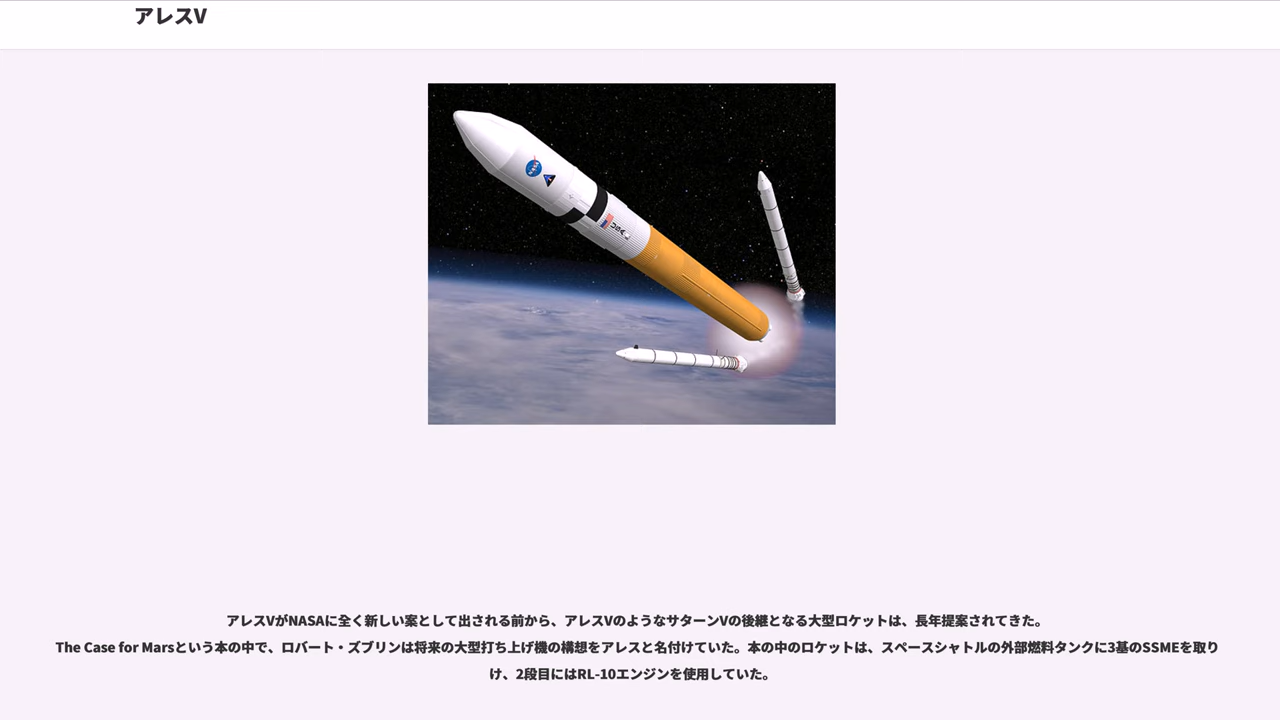 アレスV
NASA
USA
アレスVがNASAに全く新しい案として出される前から、アレスVのようなサターンVの後継となる大型ロケットは、長年提案されてきた。
The Case for Marsという本の中で、ロバート・ズブリンは将来の大型打ち上げ機の構想をアレスと名付けていた。本の中のロケットは、スペースシャトルの外部燃料タンクに3基のSSMEを取り
け、2段目にはRL-10エンジンを使用していた。